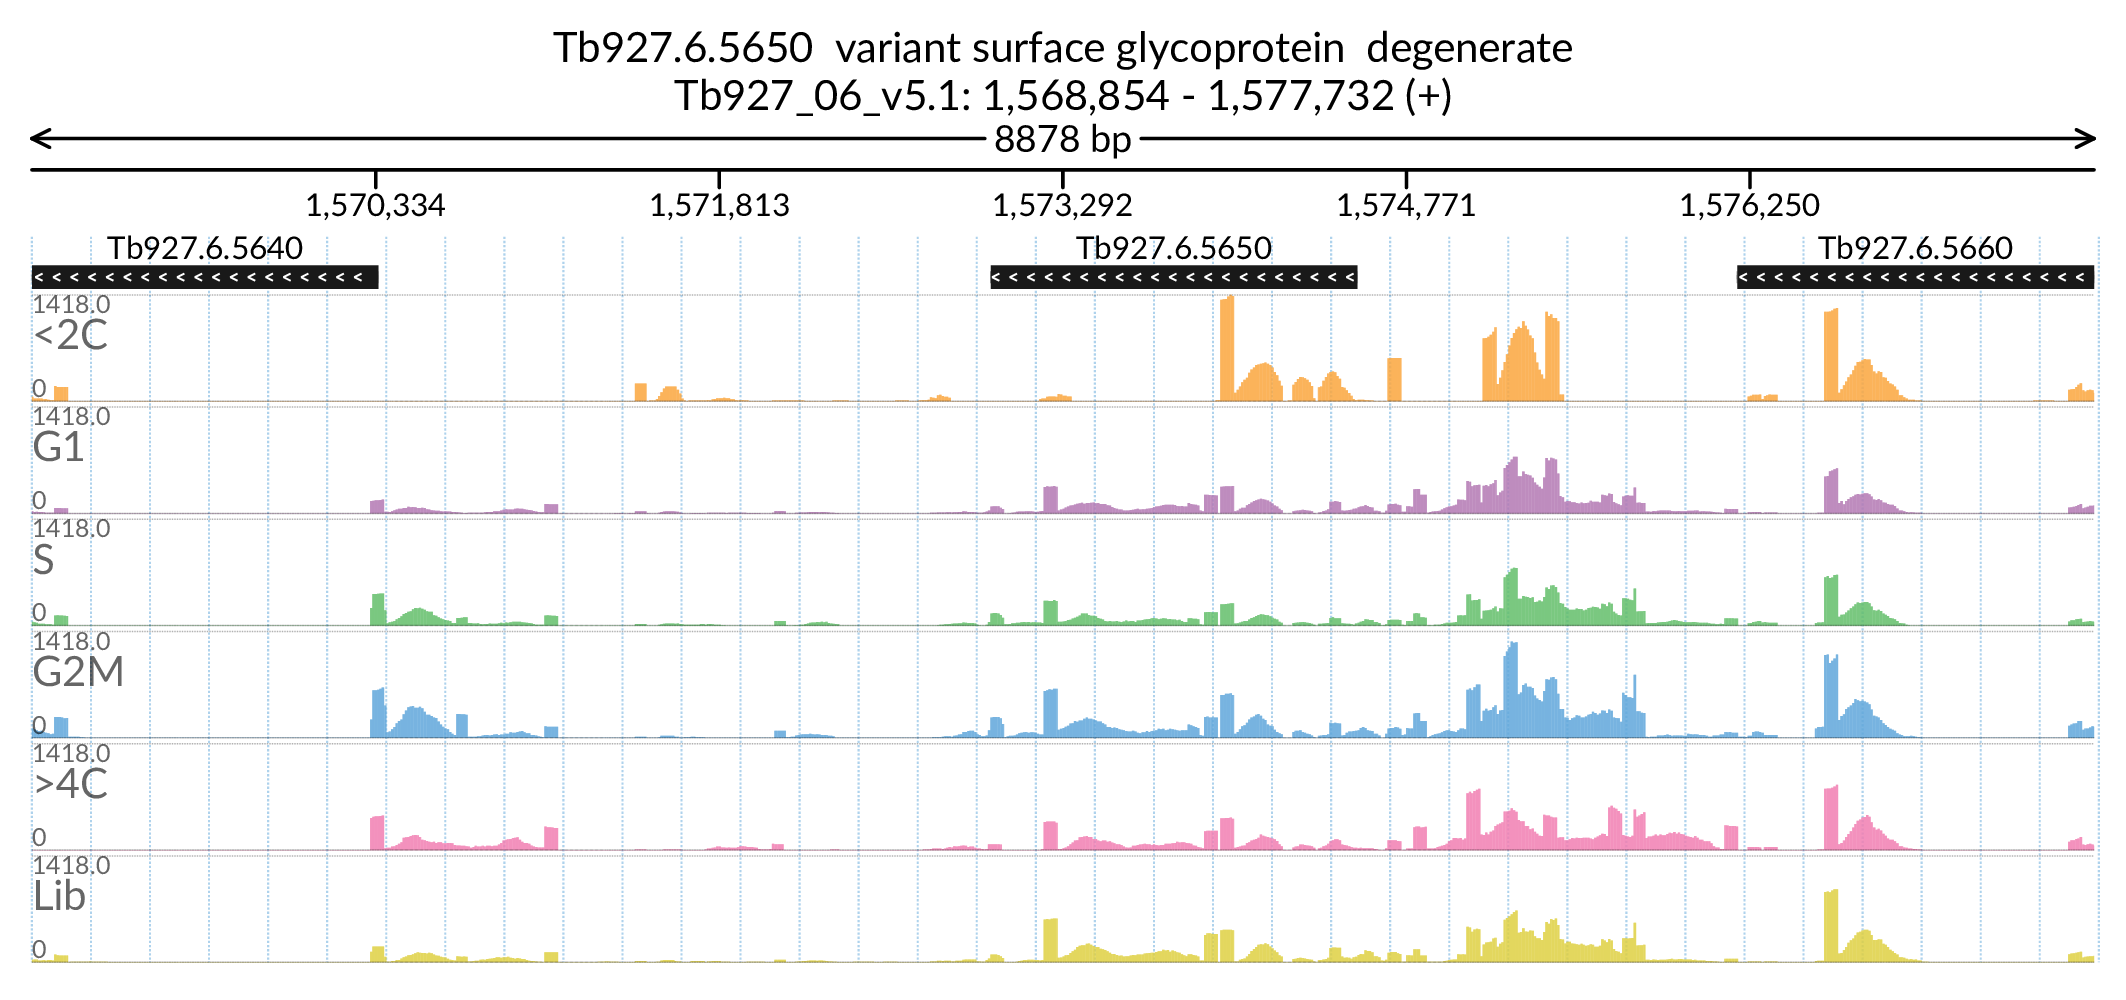 Tb927.6.5650  variant surface glycoprotein  degenerate
Tb927_06_v5.1: 1,568,854 - 1,577,732 (+)
8878 bp
1,570,334 1,571,813 1,573,292 1,574,771 1,576,250
Tb927.6.5640 Tb927.6.5650 Tb927.6.5660
1418.0
<2C
0
1418.0
G1
0
1418.0
S
0
1418.0
G2M
0
1418.0
>4C
0
1418.0
Lib
0